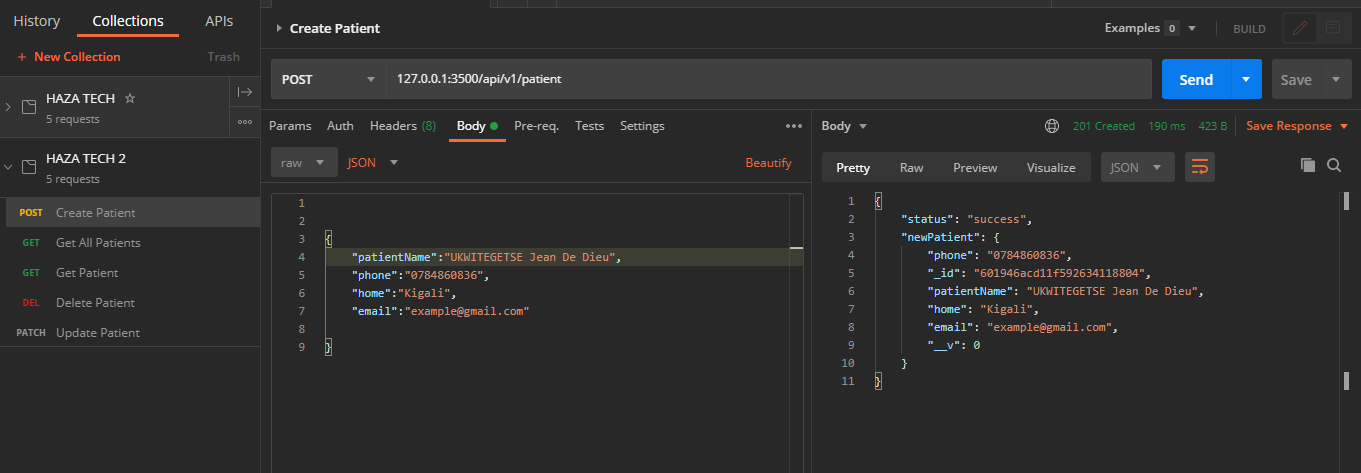 History Collections APIs
+ New Collection Trash
HAZA TECH ☆
5 requests
HAZA TECH 2
5 requests
POST Create Patient
GET Get All Patients
GET Get Patient
DEL Delete Patient
PATCH Update Patient
Create Patient Examples 0 BUILD
POST 127.0.0.1:3500/api/v1/patient Send Save
Params Auth Headers (8) Body Pre-req. Tests Settings
raw JSON Beautify
1
2
3 {
4 "patientName":"UKWITEGETSE Jean De Dieu",
5 "phone":"0784860836",
6 "home":"Kigali",
7 "email":"example@gmail.com"
8
9 }
Body 201 Created 190 ms 423 B Save Response
Pretty Raw Preview Visualize JSON
1 {
2 "status": "success",
3 "newPatient": {
4 "phone": "0784860836",
5 "_id": "601946acd11f592634118804",
6 "patientName": "UKWITEGETSE Jean De Dieu",
7 "home": "Kigali",
8 "email": "example@gmail.com",
9 "__v": 0
10 }
11 }